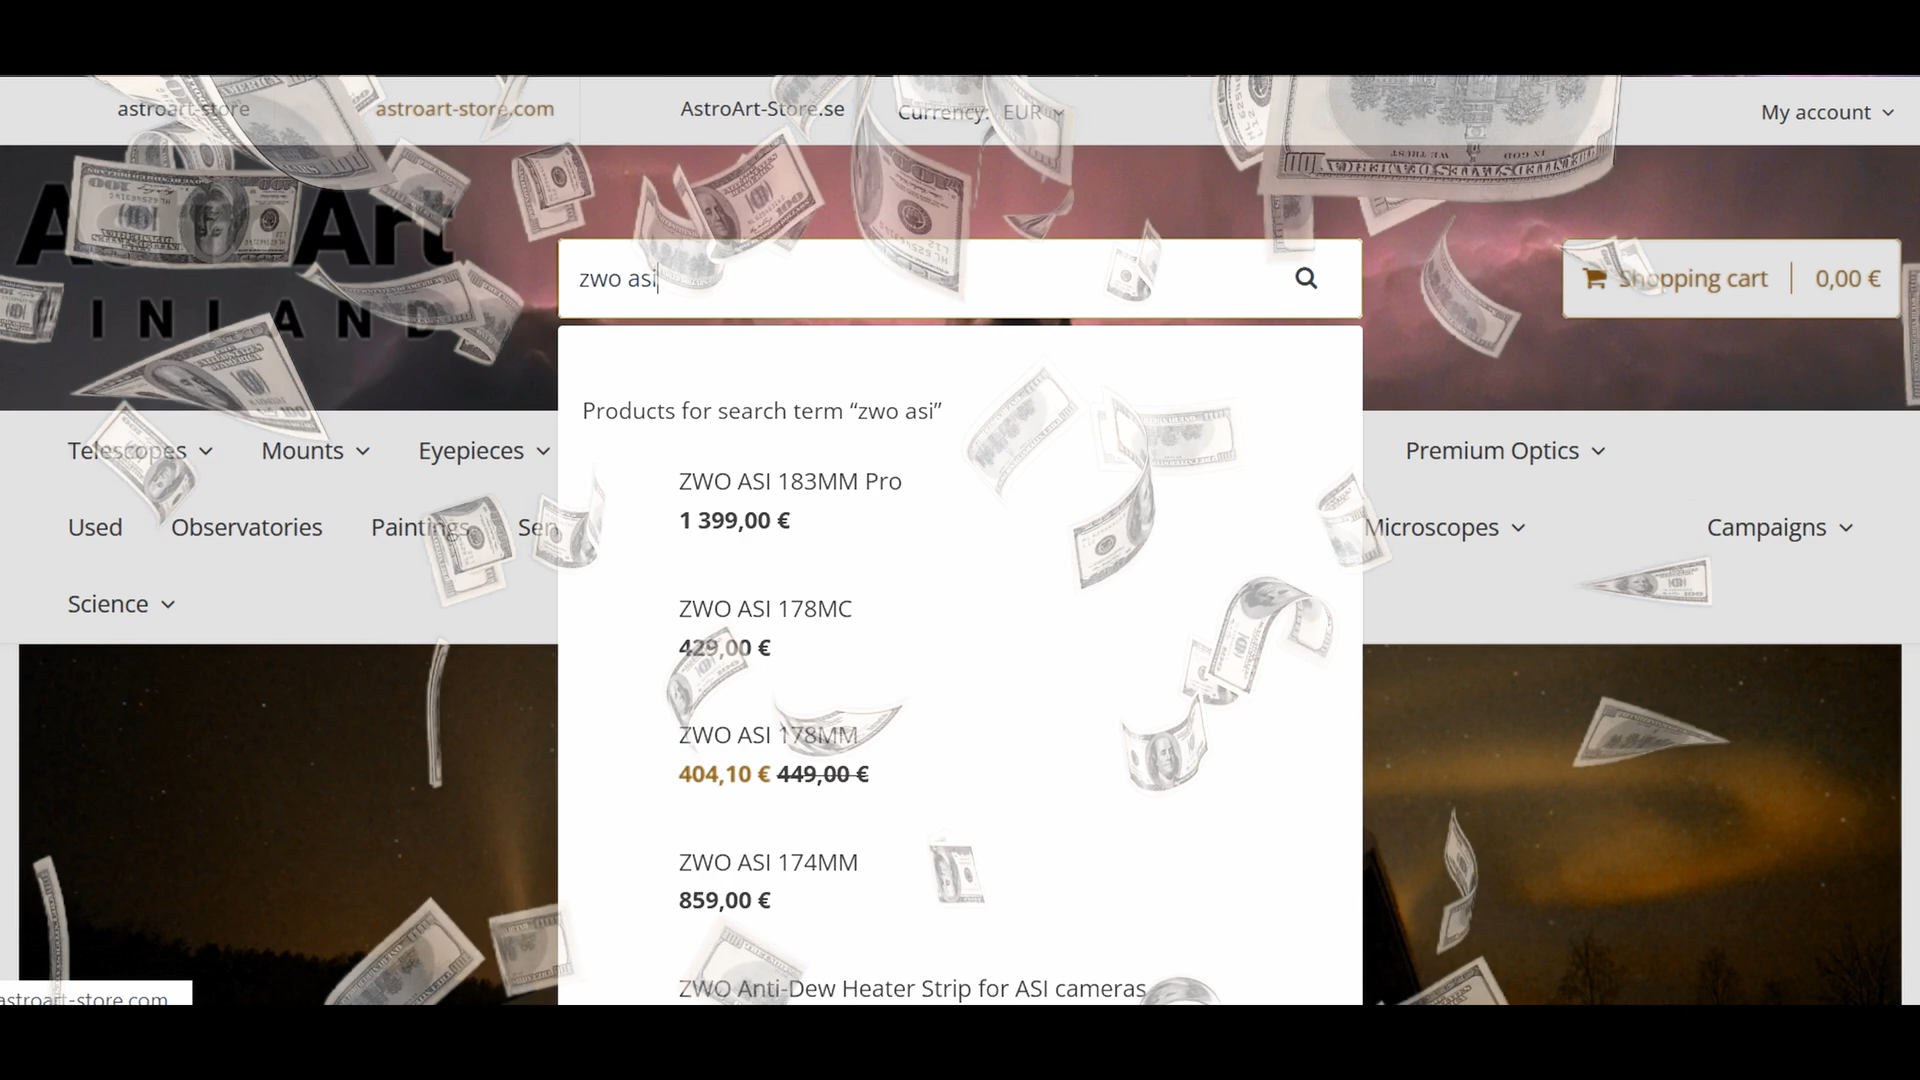 astroart-store
astroart-store.com
AstroArt-Store.se
Currency: EUR
My account
Art
INLAND
zwo asi
Shopping cart
0,00 €
Products for search term “zwo asi”
Telescopes
Mounts
Eyepieces
Premium Optics
ZWO ASI 183MM Pro
1 399,00 €
Used
Observatories
Paintings
Microscopes
Campaigns
Science
ZWO ASI 178MC
429,00 €
ZWO ASI 178MM
404,10 € 449,00 €
ZWO ASI 174MM
859,00 €
ZWO Anti-Dew Heater Strip for ASI cameras
astroart-store.com